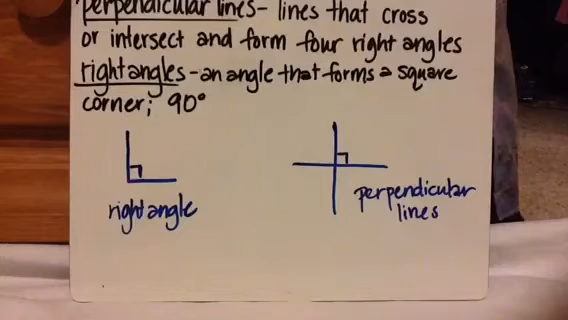 perpendicular lines- lines that cross
or intersect and form four right angles
right angles - an angle that forms a square
corner; 90°
right angle
perpendicular
lines